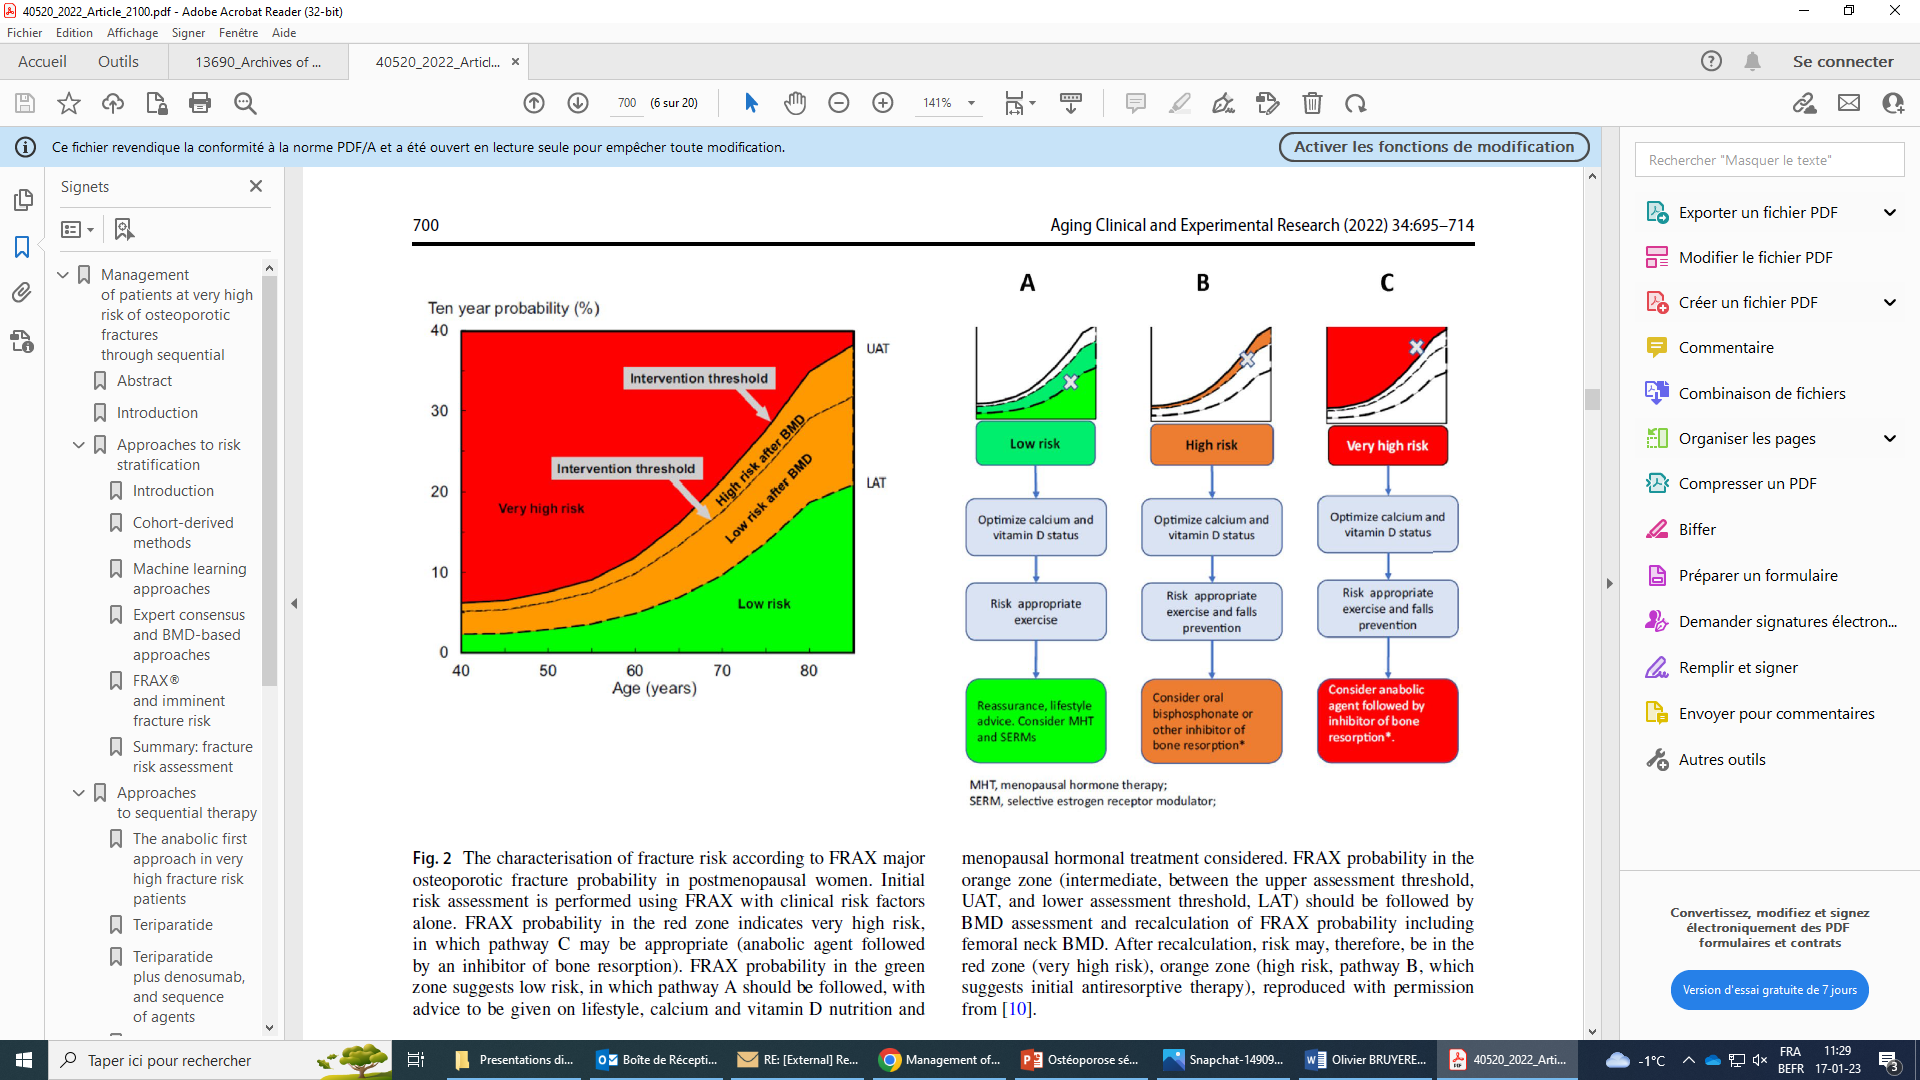 40520_2022_Article_2100.pdf - Adobe Acrobat Reader (32-bit)
Fichier Edition Affichage Signer Fenêtre Aide
Accueil Outils 13690_Archives of ... 40520_2022_Articl... ×
Se connecter
700 (6 sur 20) 141%
Ce fichier revendique la conformité à la norme PDF/A et a été ouvert en lecture seule pour empêcher toute modification.
Activer les fonctions de modification
Signets
Management
of patients at very high
risk of osteoporotic
fractures
through sequential
Abstract
Introduction
Approaches to risk
stratification
Introduction
Cohort-derived
methods
Machine learning
approaches
Expert consensus
and BMD-based
approaches
FRAX®
and imminent
fracture risk
Summary: fracture
risk assessment
Approaches
to sequential therapy
The anabolic first
approach in very
high fracture risk
patients
Teriparatide
Teriparatide
plus denosumab,
and sequence
of agents
700
Aging Clinical and Experimental Research (2022) 34:695–714
Ten year probability (%)
40
30
20
10
0
40 50 60 70 80
Age (years)
UAT
LAT
Intervention threshold
Intervention threshold
High risk after BMD
Low risk after BMD
Very high risk
Low risk
A
B
C
Low risk
High risk
Very high risk
Optimize calcium and
vitamin D status
Optimize calcium and
vitamin D status
Optimize calcium and
vitamin D status
Risk appropriate
exercise
Risk appropriate
exercise and falls
prevention
Risk appropriate
exercise and falls
prevention
Reassurance, lifestyle
advice. Consider MHT
and SERMs
Consider oral
bisphosphonate or
other inhibitor of
bone resorption*
Consider anabolic
agent followed by
inhibitor of bone
resorption*.
MHT, menopausal hormone therapy;
SERM, selective estrogen receptor modulator;
Fig. 2 The characterisation of fracture risk according to FRAX major
osteoporotic fracture probability in postmenopausal women. Initial
risk assessment is performed using FRAX with clinical risk factors
alone. FRAX probability in the red zone indicates very high risk,
in which pathway C may be appropriate (anabolic agent followed
by an inhibitor of bone resorption). FRAX probability in the green
zone suggests low risk, in which pathway A should be followed, with
advice to be given on lifestyle, calcium and vitamin D nutrition and
menopausal hormonal treatment considered. FRAX probability in the
orange zone (intermediate, between the upper assessment threshold,
UAT, and lower assessment threshold, LAT) should be followed by
BMD assessment and recalculation of FRAX probability including
femoral neck BMD. After recalculation, risk may, therefore, be in the
red zone (very high risk), orange zone (high risk, pathway B, which
suggests initial antiresorptive therapy), reproduced with permission
from [10].
Rechercher "Masquer le texte"
Exporter un fichier PDF
Modifier le fichier PDF
Créer un fichier PDF
Commentaire
Combinaison de fichiers
Organiser les pages
Compresser un PDF
Biffer
Préparer un formulaire
Demander signatures électron...
Remplir et signer
Envoyer pour commentaires
Autres outils
Convertissez, modifiez et signez
électroniquement des PDF
formulaires et contrats
Version d'essai gratuite de 7 jours
Taper ici pour rechercher
Presentations di...
Boîte de Récepti...
RE: [External] Re...
Management of...
Ostéoporose sé...
Snapchat-14909...
Olivier BRUYERE...
40520_2022_Arti...
-1°C
FRA
BEFR
11:29
17-01-23
3